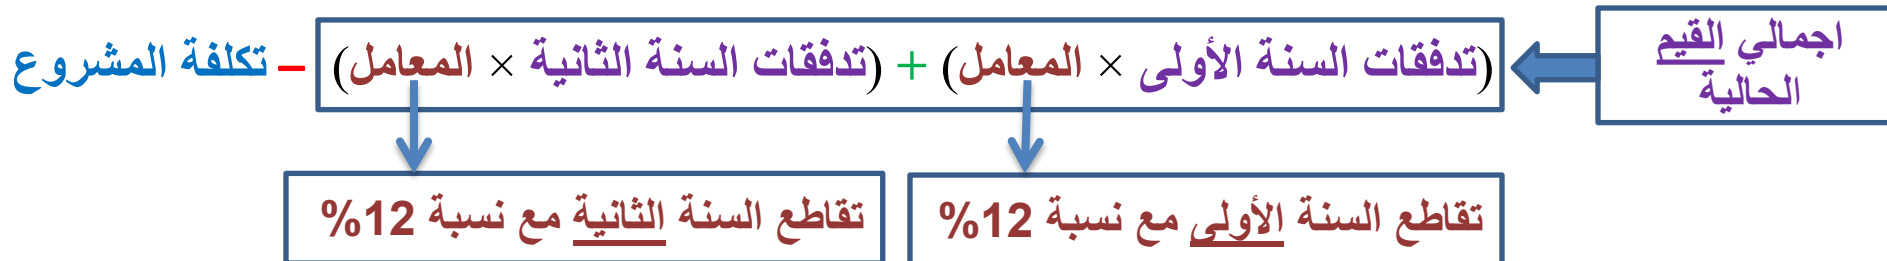 اجمالي القيم
الحالية
(تدفقات السنة الأولى × المعامل) + (تدفقات السنة الثانية × المعامل) – تكلفة المشروع
تقاطع السنة الأولى مع نسبة 12%
تقاطع السنة الثانية مع نسبة 12%